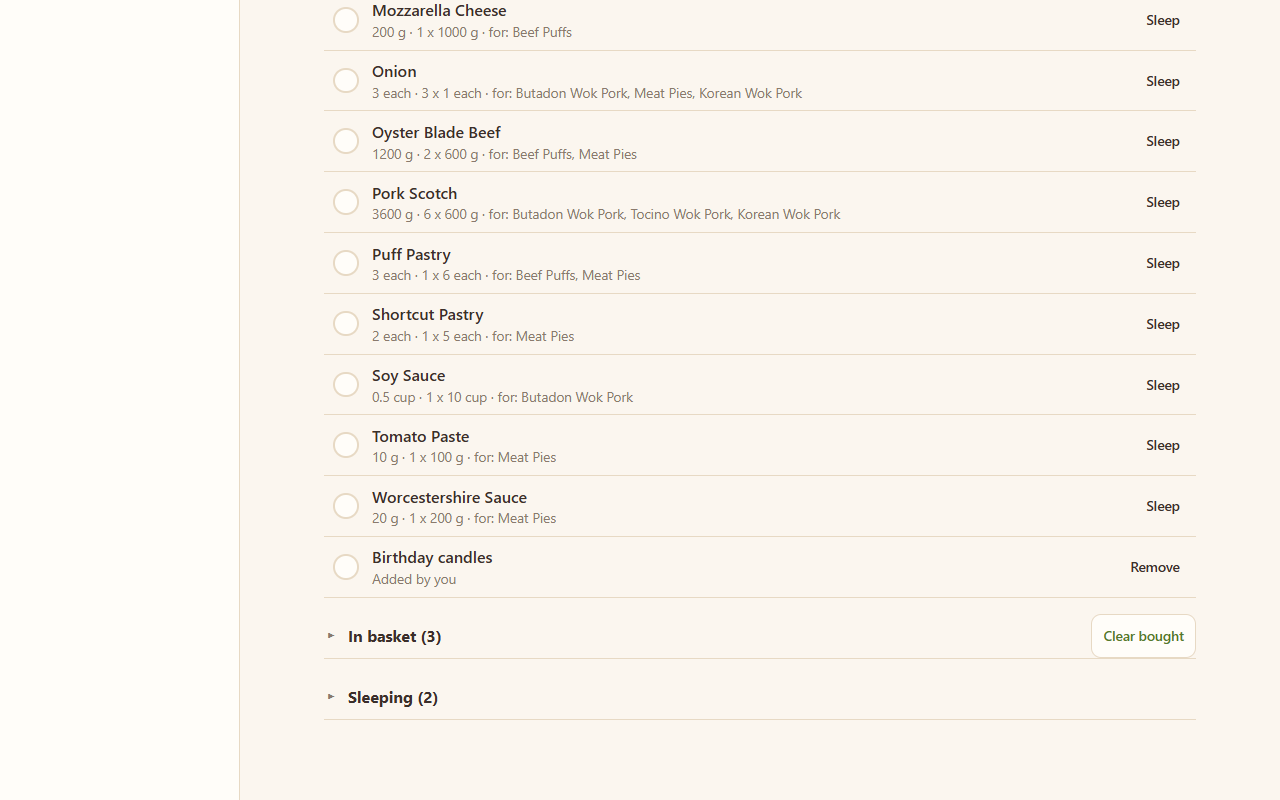 Mozzarella Cheese
200 g · 1 x 1000 g · for: Beef Puffs
Sleep
Onion
3 each · 3 x 1 each · for: Butadon Wok Pork, Meat Pies, Korean Wok Pork
Sleep
Oyster Blade Beef
1200 g · 2 x 600 g · for: Beef Puffs, Meat Pies
Sleep
Pork Scotch
3600 g · 6 x 600 g · for: Butadon Wok Pork, Tocino Wok Pork, Korean Wok Pork
Sleep
Puff Pastry
3 each · 1 x 6 each · for: Beef Puffs, Meat Pies
Sleep
Shortcut Pastry
2 each · 1 x 5 each · for: Meat Pies
Sleep
Soy Sauce
0.5 cup · 1 x 10 cup · for: Butadon Wok Pork
Sleep
Tomato Paste
10 g · 1 x 100 g · for: Meat Pies
Sleep
Worcestershire Sauce
20 g · 1 x 200 g · for: Meat Pies
Sleep
Birthday candles
Added by you
Remove
In basket (3)
Clear bought
Sleeping (2)